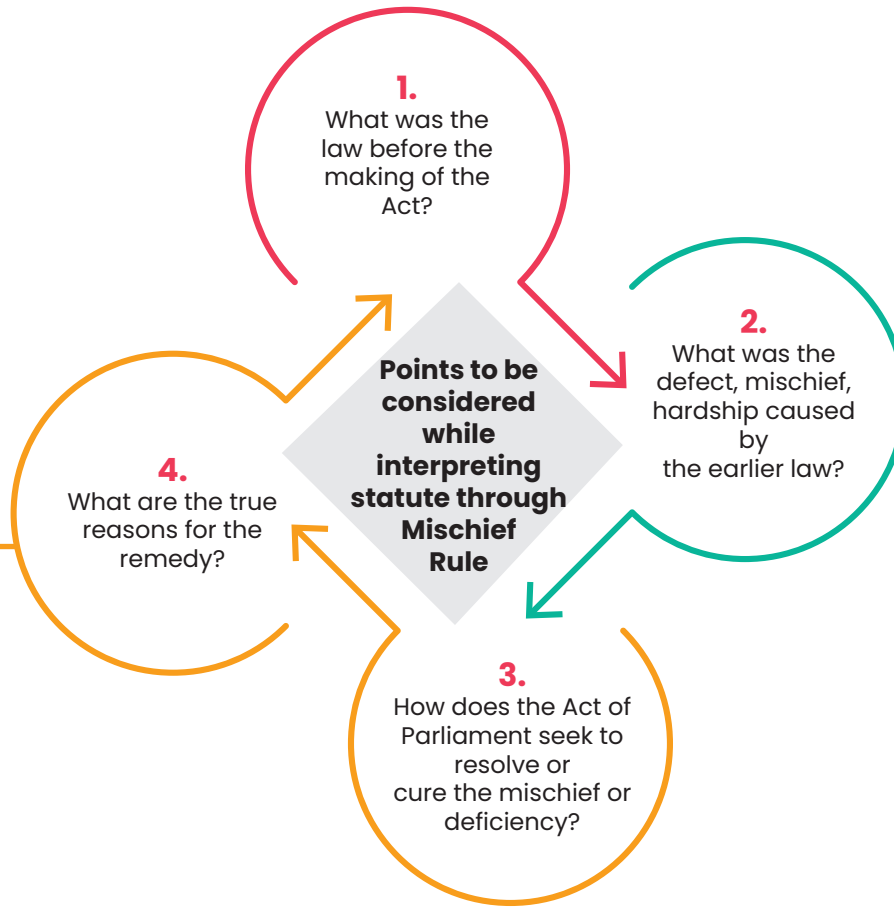 1.
What was the
law before the
making of the
Act?
2.
What was the
defect, mischief,
hardship caused
by
the earlier law?
Points to be
considered
while
interpreting
statute through
Mischief
Rule
4.
What are the true
reasons for the
remedy?
3.
How does the Act of
Parliament seek to
resolve or
cure the mischief or
deficiency?